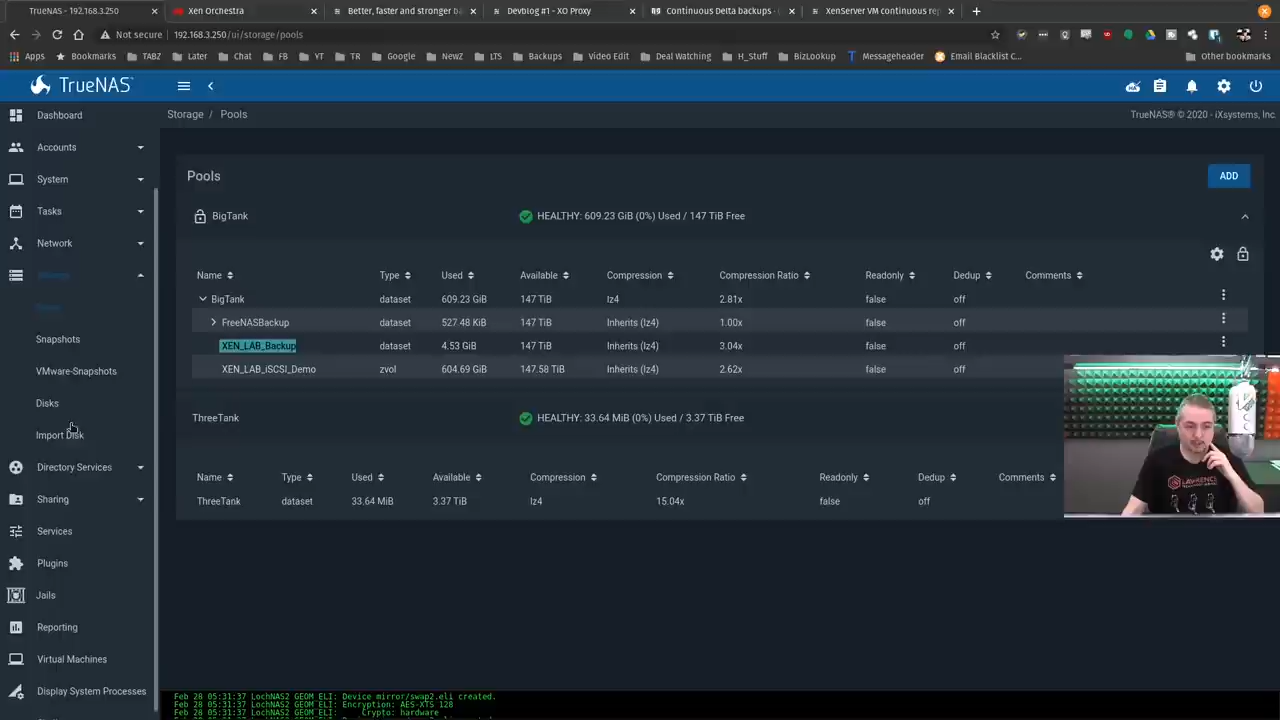 TrueNAS - 192.168.3.250
Xen Orchestra
Better, faster and stronger ba
Devblog #1 - XO Proxy
Continuous Delta backups -
XenServer VM continuous rep
Not secure
192.168.3.250/ui/storage/pools
Apps
Bookmarks
TABZ
Later
Chat
FB
YT
TR
Google
NewZ
LTS
Backups
Video Edit
Deal Watching
H_Stuff
BizLookup
Messageheader
Email Blacklist C...
Other bookmarks
TrueNAS
Dashboard
Storage / Pools
TrueNAS® © 2020 - iXsystems, Inc.
Accounts
System
Tasks
Network
Storage
Pools
Snapshots
VMware-Snapshots
Disks
Import Disk
Directory Services
Sharing
Services
Plugins
Jails
Reporting
Virtual Machines
Display System Processes
Pools
ADD
BigTank
HEALTHY: 609.23 GiB (0%) Used / 147 TiB Free
Name Type Used Available Compression Compression Ratio Readonly Dedup Comments
BigTank dataset 609.23 GiB 147 TiB lz4 2.81x false off
FreeNASBackup dataset 527.48 KiB 147 TiB Inherits (lz4) 1.00x false off
XEN_LAB_Backup dataset 4.53 GiB 147 TiB Inherits (lz4) 3.04x false off
XEN_LAB_iSCSI_Demo zvol 604.69 GiB 147.58 TiB Inherits (lz4) 2.62x false off
ThreeTank
HEALTHY: 33.64 MiB (0%) Used / 3.37 TiB Free
Name Type Used Available Compression Compression Ratio Readonly Dedup Comments
ThreeTank dataset 33.64 MiB 3.37 TiB lz4 15.04x false off
LAWRENCE
Feb 28 05:31:37 LochNAS2 GEOM_ELI: Device mirror/swap2.eli created.
Feb 28 05:31:37 LochNAS2 GEOM_ELI: Encryption: AES-XTS 128
Feb 28 05:31:37 LochNAS2 GEOM_ELI: Crypto: hardware